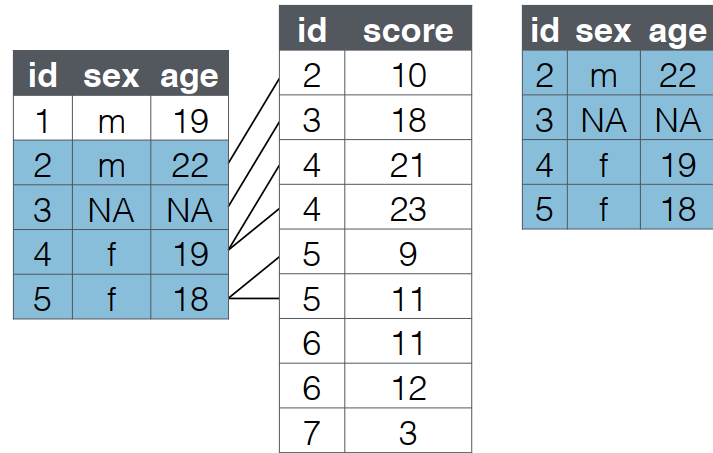 id sex age
1 m 19
2 m 22
3 NA NA
4 f 19
5 f 18
id score
2 10
3 18
4 21
4 23
5 9
5 11
6 11
6 12
7 3
id sex age
2 m 22
3 NA NA
4 f 19
5 f 18